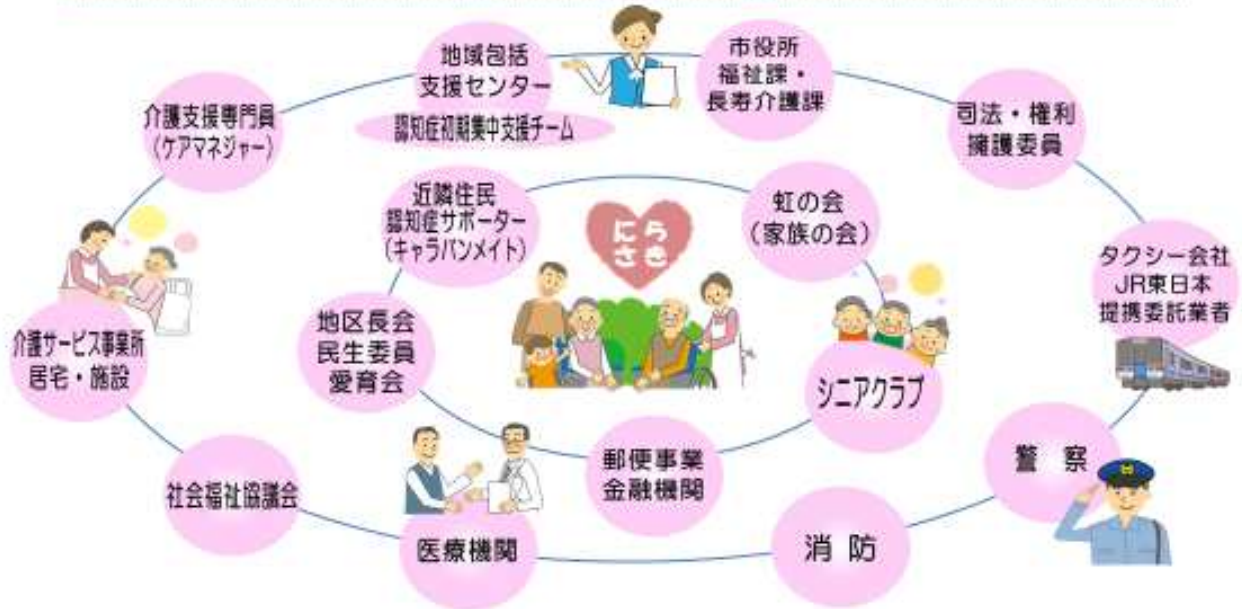 地域包括
支援センター
認知症初期集中支援チーム
市役所
福祉課・
長寿介護課
介護支援専門員
（ケアマネジャー）
司法・権利
擁護委員
近隣住民
認知症サポーター
（キャラバンメイト）
にら
さき
虹の会
（家族の会）
タクシー会社
JR東日本
提携委託業者
介護サービス事業所
居宅・施設
地区長会
民生委員
愛育会
シニアクラブ
郵便事業
金融機関
警察
社会福祉協議会
医療機関
消防